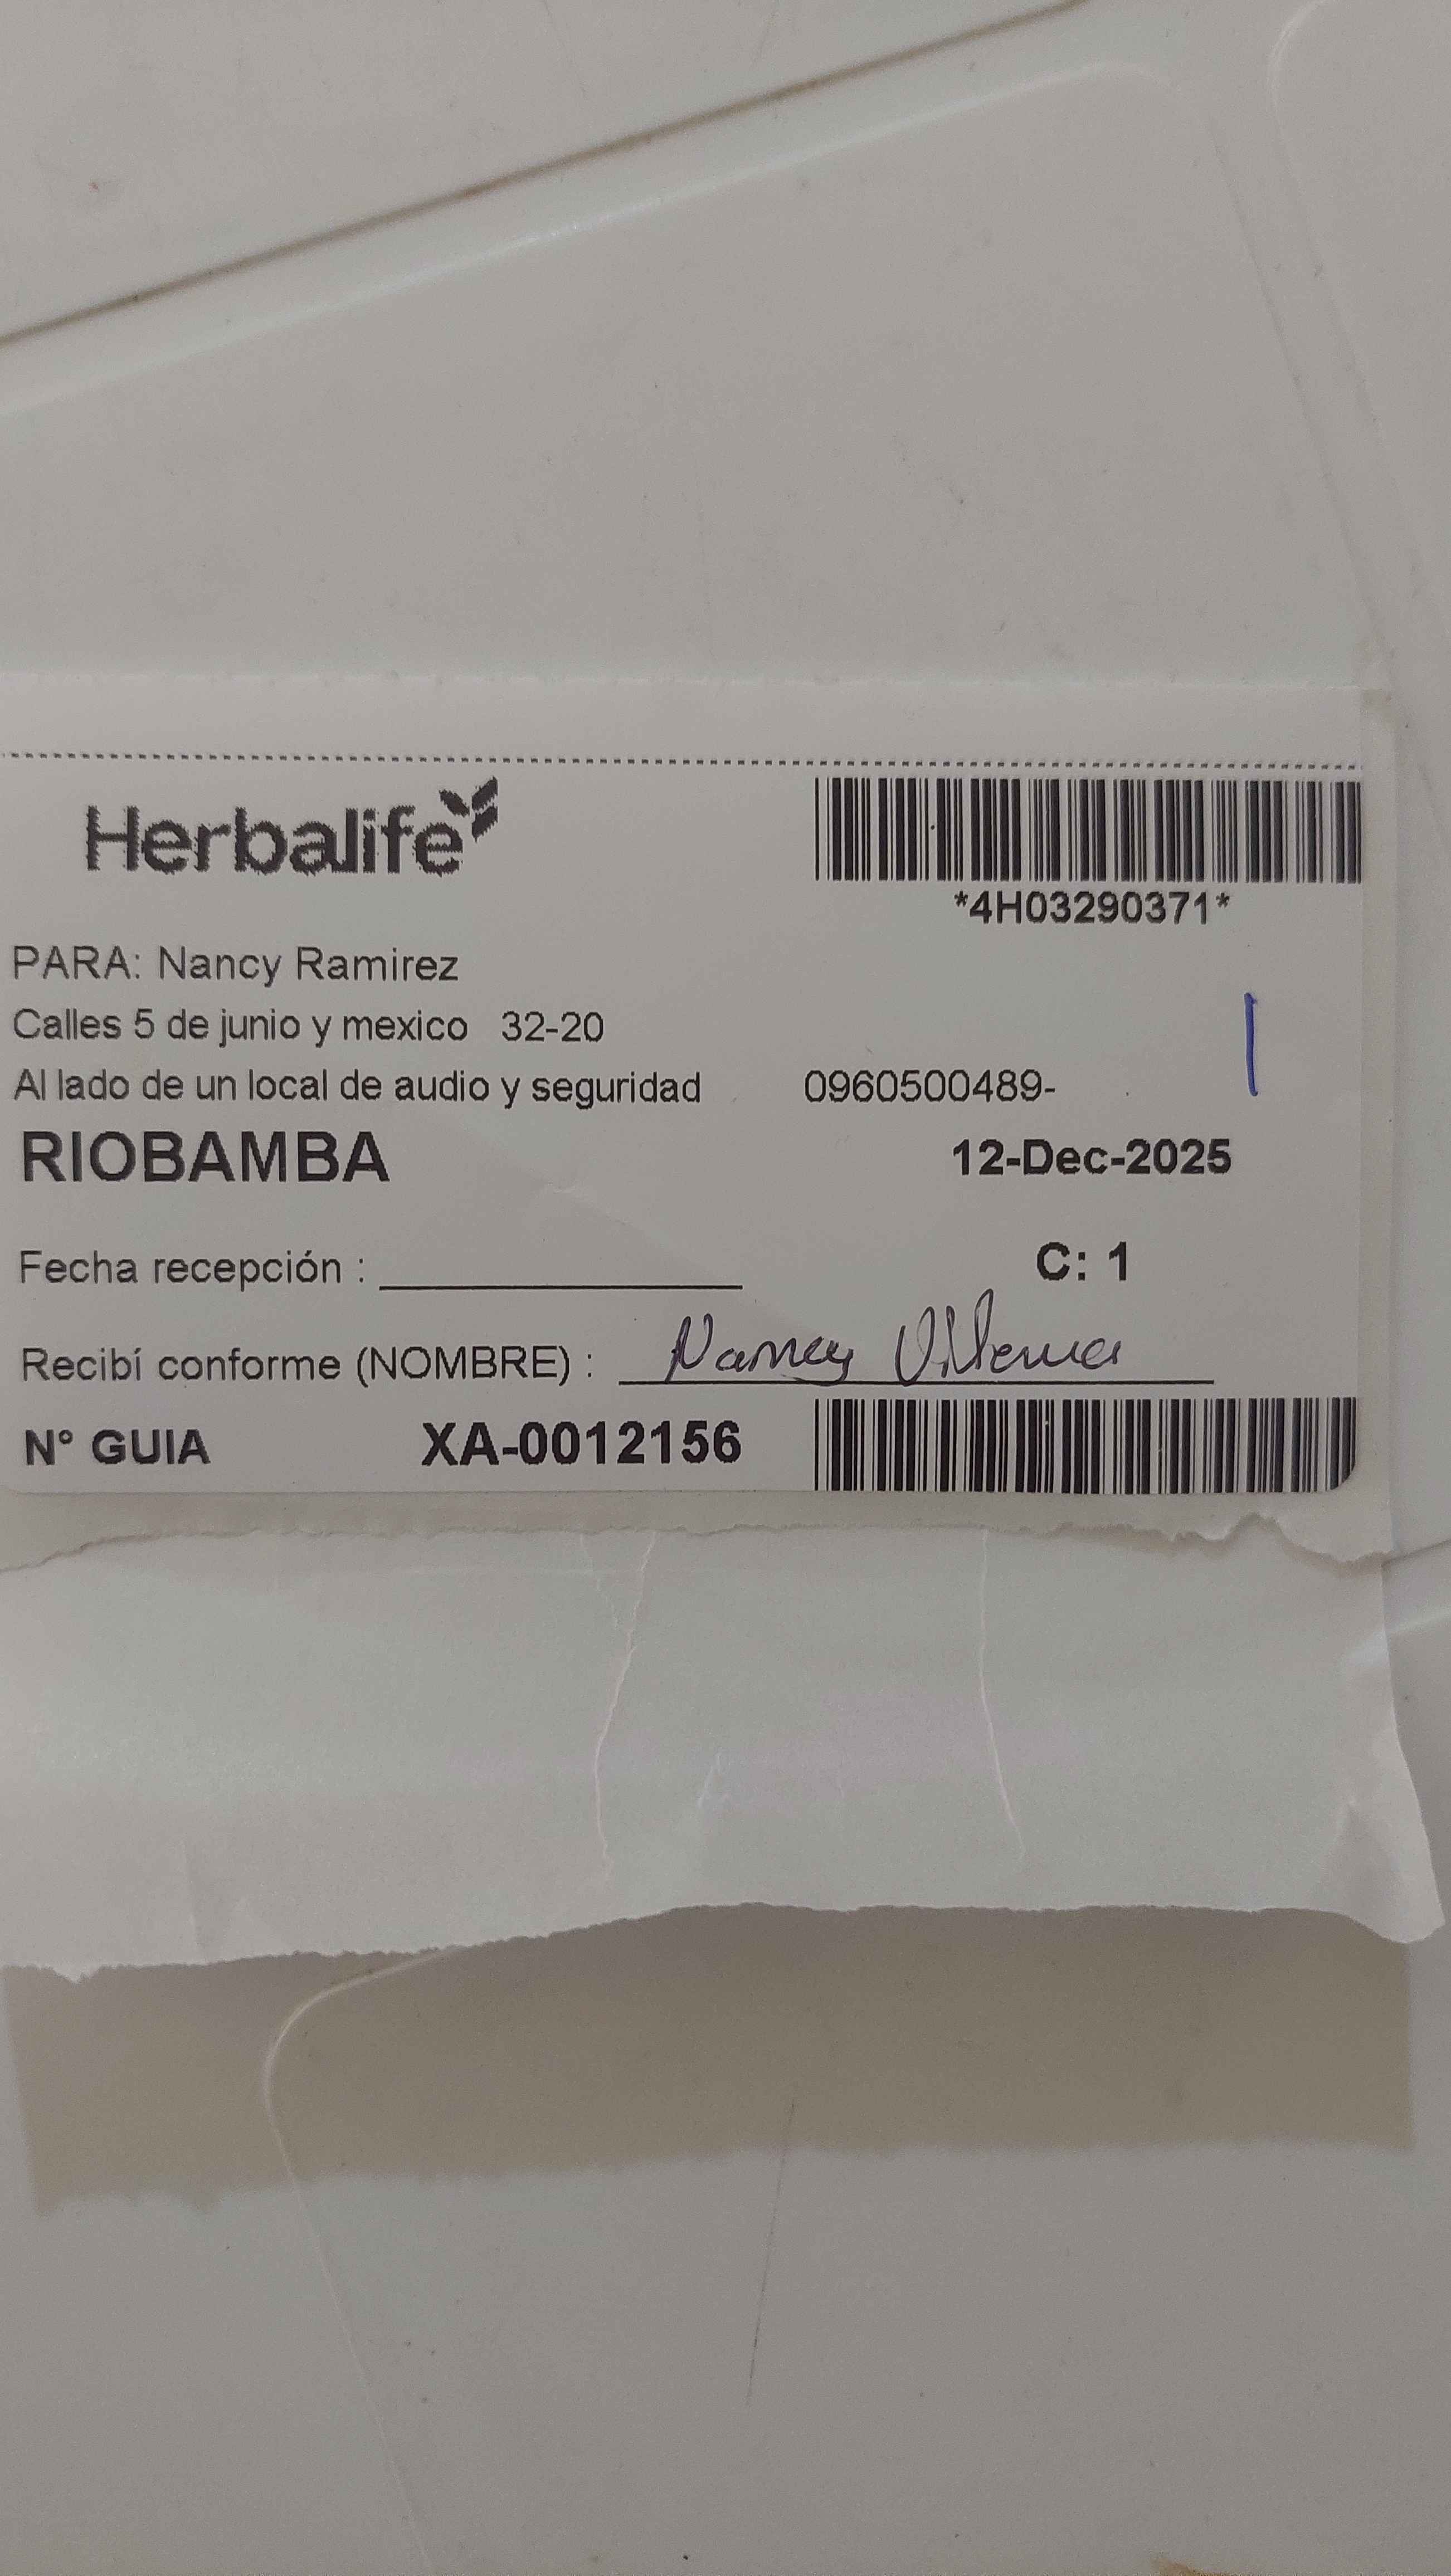 Herbalife
*4H03290371*
PARA: Nancy Ramirez
Calles 5 de junio y mexico 32-20
Al lado de un local de audio y seguridad 0960500489-
RIOBAMBA 12-Dec-2025
Fecha recepción : C: 1
Recibí conforme (NOMBRE) : Nancy
N° GUIA XA-0012156